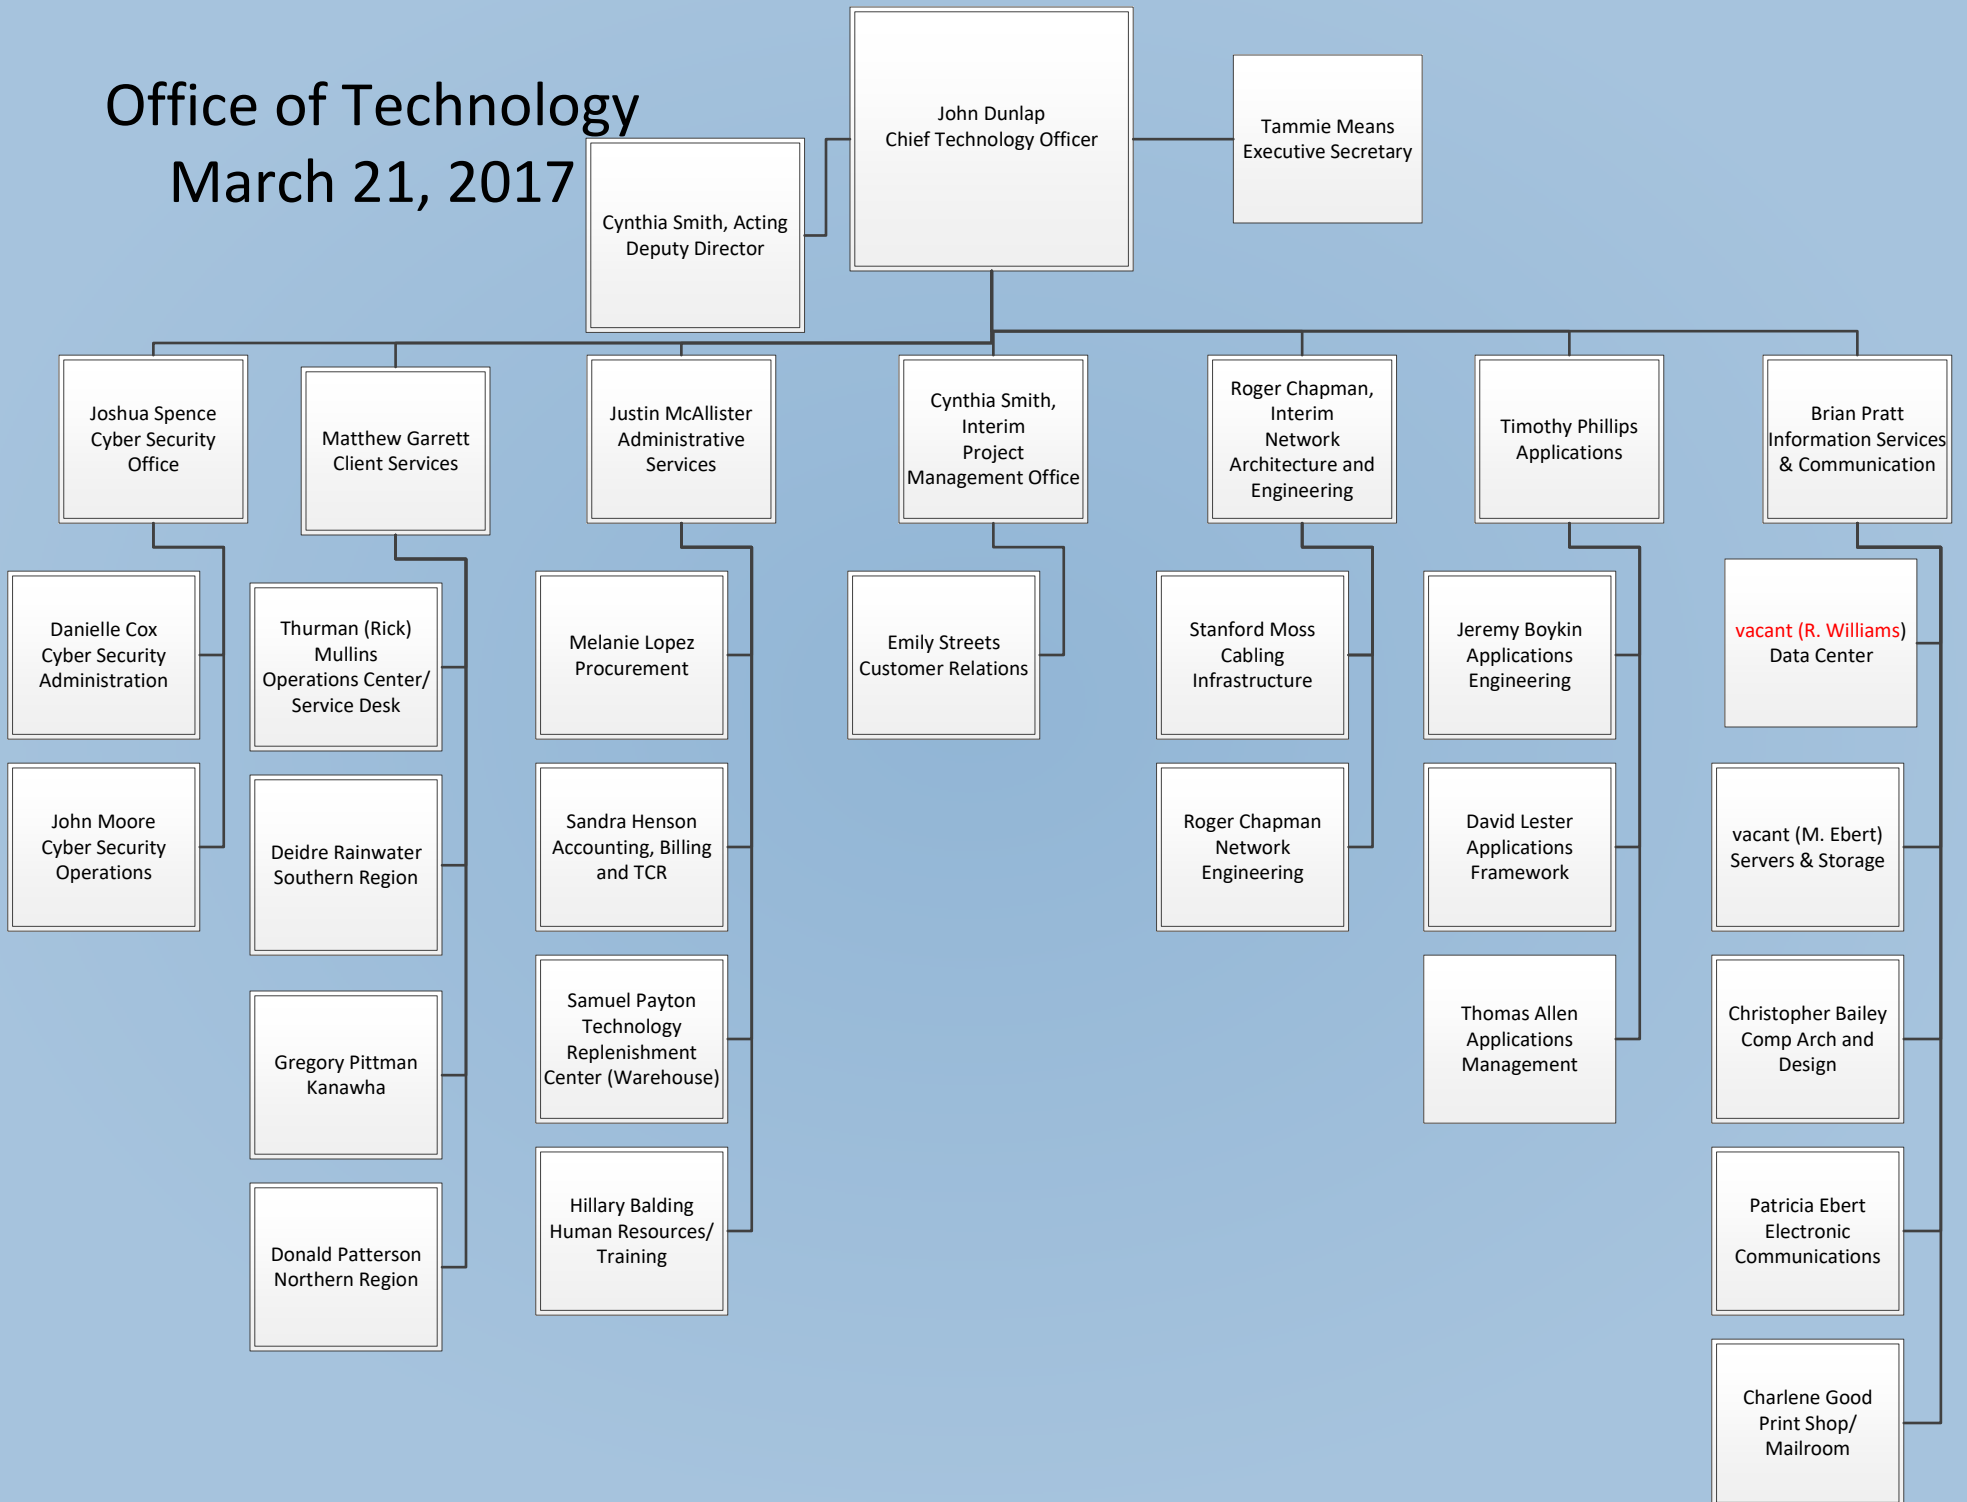 Office of Technology
March 21, 2017
John Dunlap
Chief Technology Officer
Tammie Means
Executive Secretary
Cynthia Smith, Acting
Deputy Director
Joshua Spence
Cyber Security
Office
Matthew Garrett
Client Services
Justin McAllister
Administrative
Services
Cynthia Smith,
Interim
Project
Management Office
Roger Chapman,
Interim
Network
Architecture and
Engineering
Timothy Phillips
Applications
Brian Pratt
Information Services
& Communication
Danielle Cox
Cyber Security
Administration
John Moore
Cyber Security
Operations
Thurman (Rick)
Mullins
Operations Center/
Service Desk
Deidre Rainwater
Southern Region
Gregory Pittman
Kanawha
Donald Patterson
Northern Region
Melanie Lopez
Procurement
Sandra Henson
Accounting, Billing
and TCR
Samuel Payton
Technology
Replenishment
Center (Warehouse)
Hillary Balding
Human Resources/
Training
Emily Streets
Customer Relations
Stanford Moss
Cabling
Infrastructure
Roger Chapman
Network
Engineering
Jeremy Boykin
Applications
Engineering
David Lester
Applications
Framework
Thomas Allen
Applications
Management
vacant (R. Williams)
Data Center
vacant (M. Ebert)
Servers & Storage
Christopher Bailey
Comp Arch and
Design
Patricia Ebert
Electronic
Communications
Charlene Good
Print Shop/
Mailroom